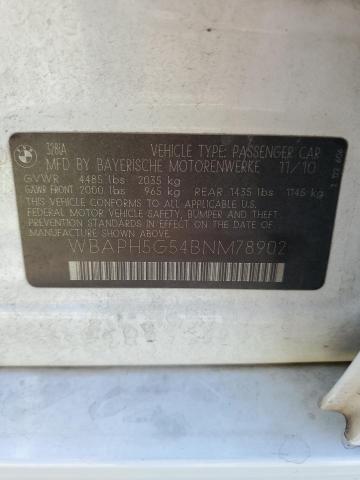 BMW
328iA VEHICLE TYPE: PASSENGER CAR
MFD BY BAYERISCHE MOTORENWERKE 11/10
GVWR 4485 lbs 2035 kg
GAWR FRONT 2000 lbs 965 kg REAR 1435 lbs 1145 kg
THIS VEHICLE CONFORMS TO ALL APPLICABLE U.S. FEDERAL
MOTOR VEHICLE SAFETY, BUMPER AND THEFT
PREVENTION STANDARDS IN EFFECT ON THE DATE OF
MANUFACTURE SHOWN ABOVE.
WBAPH5G54BNM78902